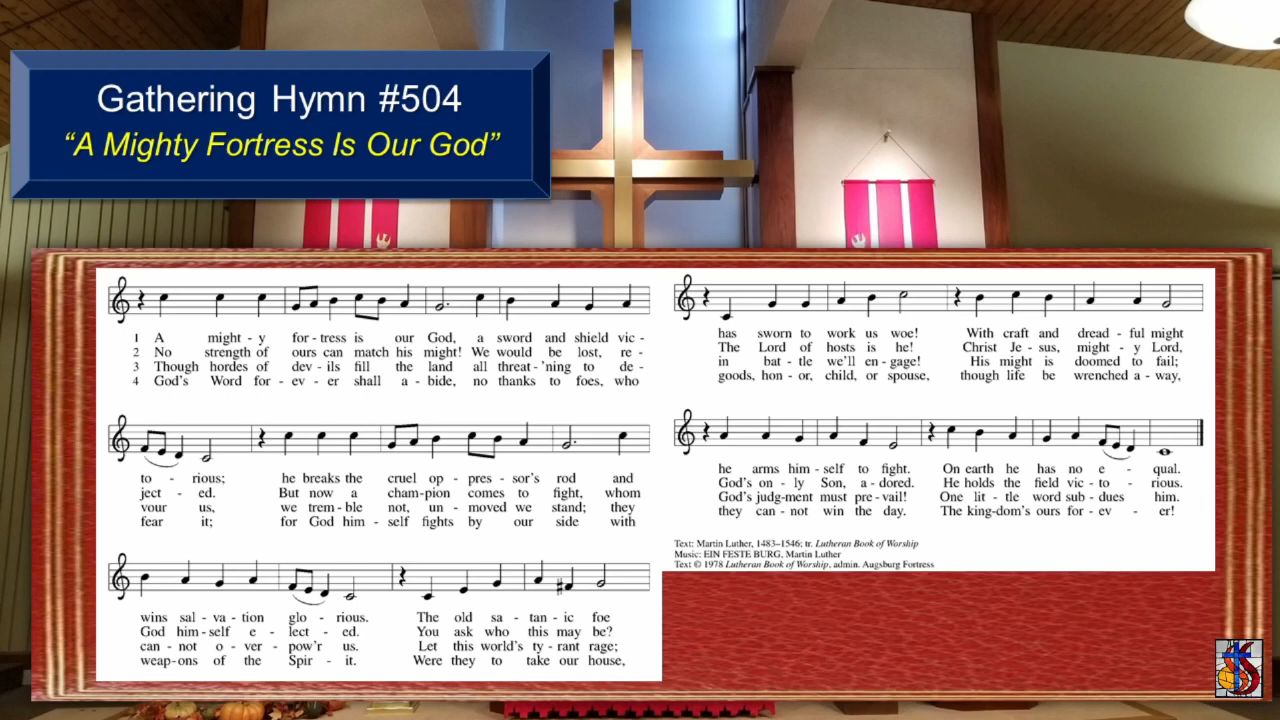 Gathering Hymn #504
“A Mighty Fortress Is Our God”
1 A might - y for - tress is our God, a sword and shield vic -
2 No strength of ours can match his might! We would be lost, re -
3 Though hordes of dev - ils fill the land all threat - 'ning to de -
4 God's Word for - ev - er shall a - bide, no thanks to foes, who
to - rious; he breaks the cruel op - pres - sor's rod and
ject - ed. But now a cham - pion comes to fight, whom
vour us, we trem - ble not, un - moved we stand; they
fear it; for God him - self fights by our side with
wins sal - va - tion glo - rious. The old sa - tan - ic foe
God him - self e - lect - ed. You ask who this may be?
can - not o - ver - pow'r us. Let this world's ty - rant rage;
weap - ons of the Spir - it. Were they to take our house,
has sworn to work us woe! With craft and dread - ful might
The Lord of hosts is he! Christ Je - sus, might - y Lord,
in bat - tle we'll en - gage! His might is doomed to fail;
goods, hon - or, child, or spouse, though life be wrenched a - way,
he arms him - self to fight. On earth he has no e - qual.
God's on - ly Son, a - dored. He holds the field vic - to - rious.
God's judg - ment must pre - vail! One lit - tle word sub - dues him.
they can - not win the day. The king - dom's ours for - ev - er!
Text: Martin Luther, 1483–1546; tr. Lutheran Book of Worship
Music: EIN FESTE BURG, Martin Luther
Text © 1978 Lutheran Book of Worship, admin. Augsburg Fortress